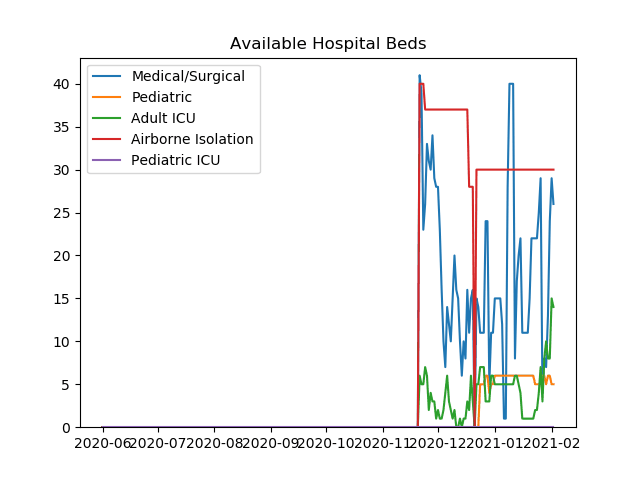 Available Hospital Beds
Medical/Surgical
Pediatric
Adult ICU
Airborne Isolation
Pediatric ICU
40
35
30
25
20
15
10
5
0
2020-06 2020-07 2020-08 2020-09 2020-10 2020-11 2020-12 2021-01 2021-02